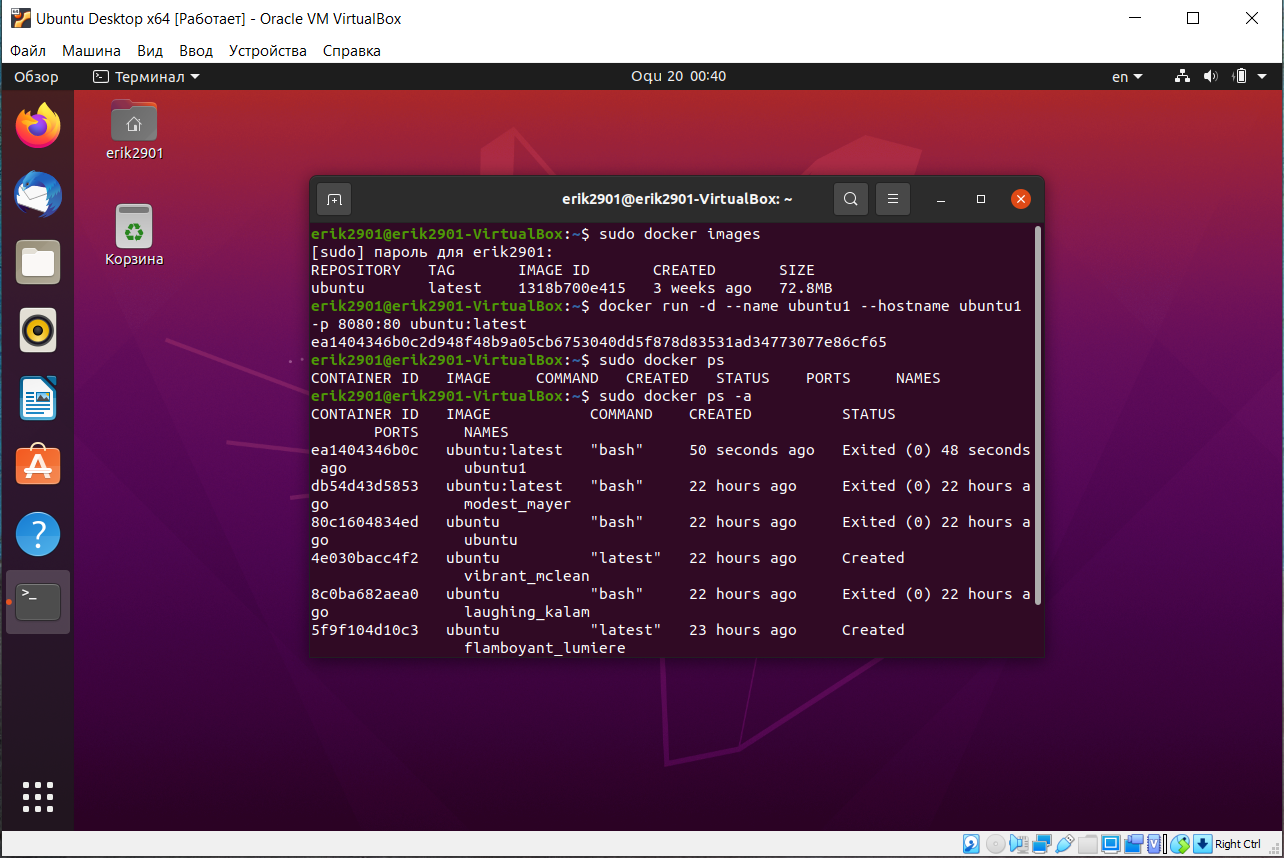 Ubuntu Desktop x64 [Работает] - Oracle VM VirtualBox
Файл Машина Вид Ввод Устройства Справка
Обзор Терминал Oqu 20 00:40 en
erik2901
Корзина
erik2901@erik2901-VirtualBox: ~
erik2901@erik2901-VirtualBox:~$ sudo docker images
[sudo] пароль для erik2901:
REPOSITORY TAG IMAGE ID CREATED SIZE
ubuntu latest 1318b700e415 3 weeks ago 72.8MB
erik2901@erik2901-VirtualBox:~$ docker run -d --name ubuntu1 --hostname ubuntu1
-p 8080:80 ubuntu:latest
ea1404346b0c2d948f48b9a05cb6753040dd5f878d83531ad34773077e86cf65
erik2901@erik2901-VirtualBox:~$ sudo docker ps
CONTAINER ID IMAGE COMMAND CREATED STATUS PORTS NAMES
erik2901@erik2901-VirtualBox:~$ sudo docker ps -a
CONTAINER ID IMAGE COMMAND CREATED STATUS
PORTS NAMES
ea1404346b0c ubuntu:latest "bash" 50 seconds ago Exited (0) 48 seconds
ago ubuntu1
db54d43d5853 ubuntu:latest "bash" 22 hours ago Exited (0) 22 hours a
go modest_mayer
80c1604834ed ubuntu "bash" 22 hours ago Exited (0) 22 hours a
go ubuntu
4e030bacc4f2 ubuntu "latest" 22 hours ago Created
vibrant_mclean
8c0ba682aea0 ubuntu "bash" 22 hours ago Exited (0) 22 hours a
go laughing_kalam
5f9f104d10c3 ubuntu "latest" 23 hours ago Created
flamboyant_lumiere
Right Ctrl